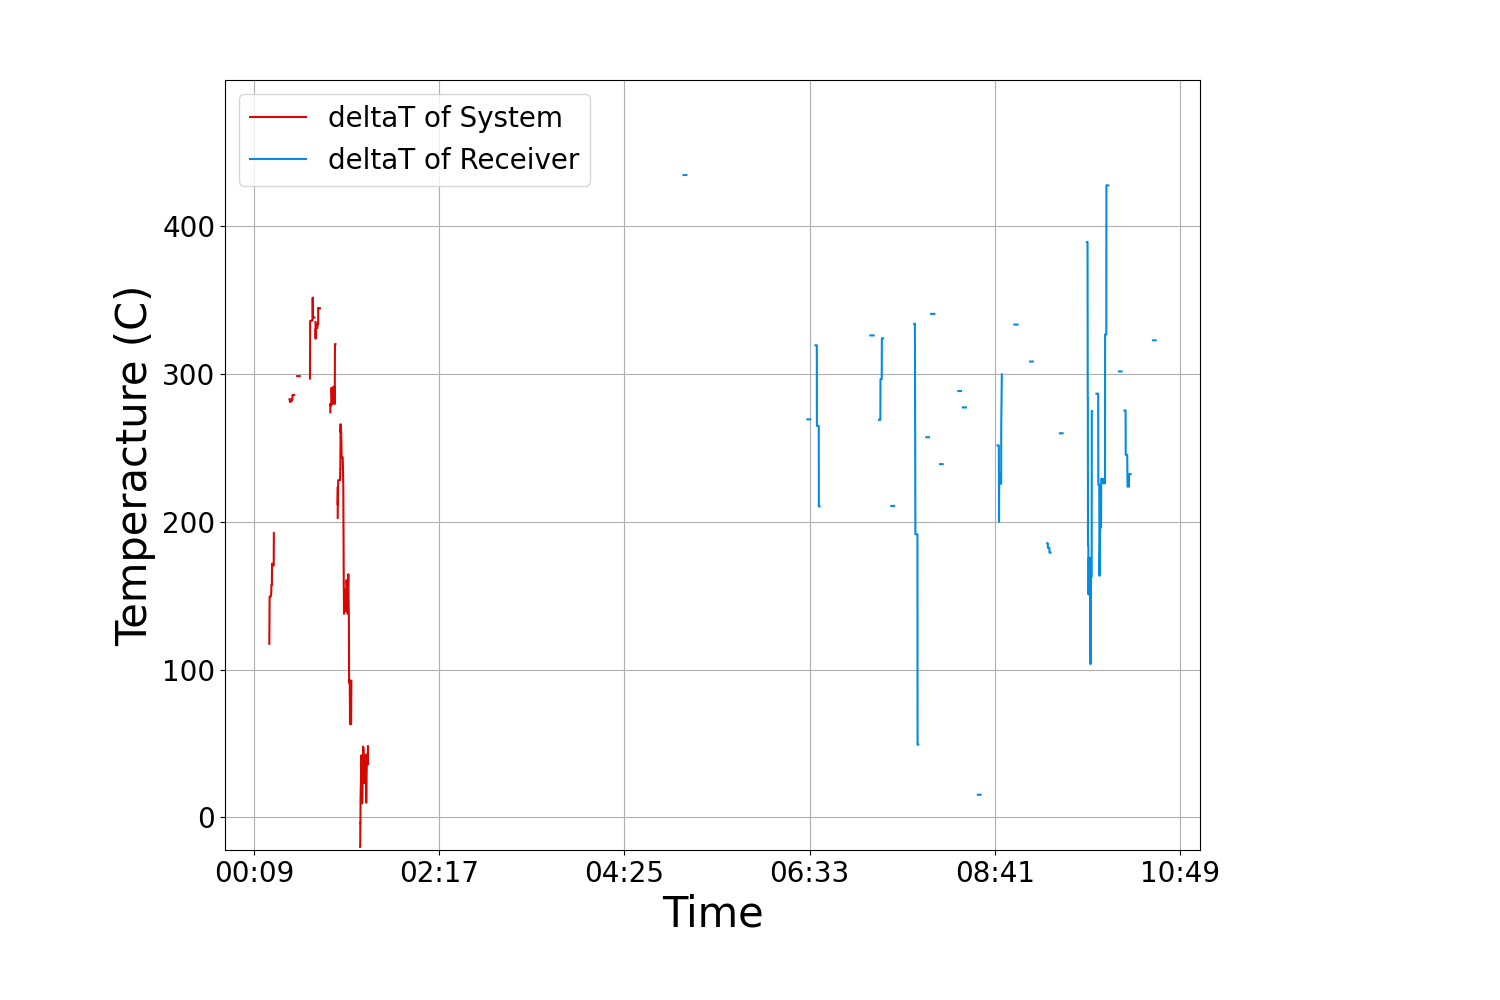 deltaT of System
deltaT of Receiver
Temperacture (C)
400
300
200
100
0
00:09 02:17 04:25 06:33 08:41 10:49
Time